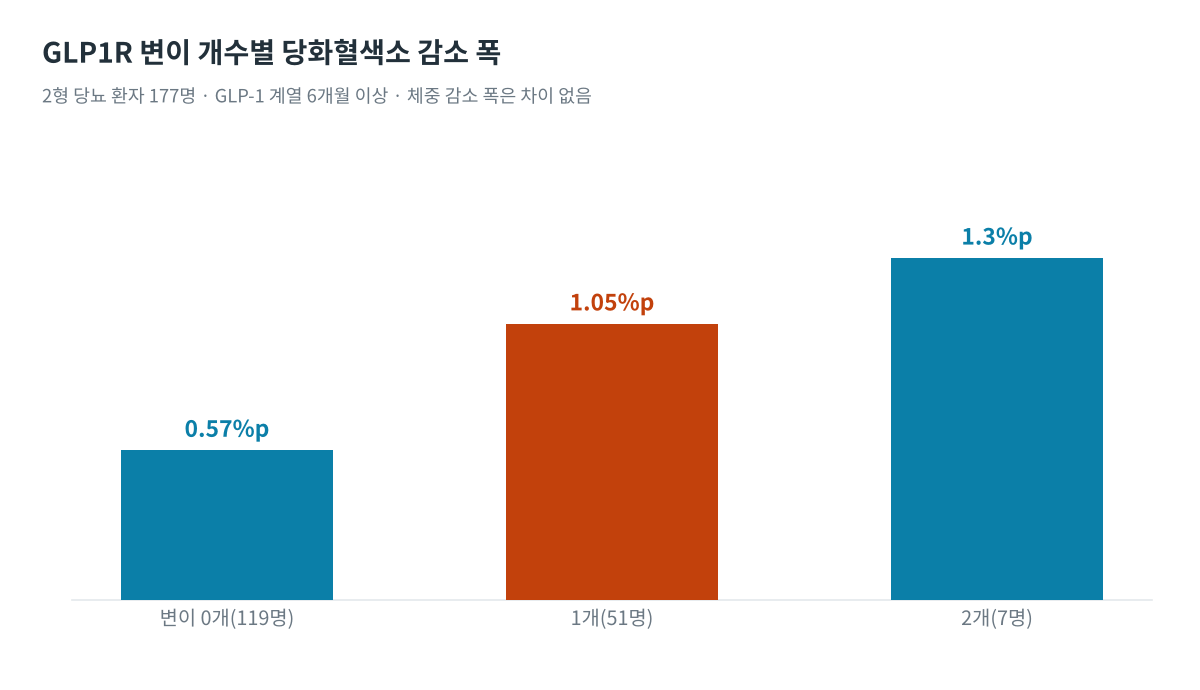 GLP1R 변이 개수별 당화혈색소 감소 폭
2형 당뇨 환자 177명 · GLP-1 계열 6개월 이상 · 체중 감소 폭은 차이 없음
1.3%p
1.05%p
0.57%p
변이 0개(119명)
1개(51명)
2개(7명)